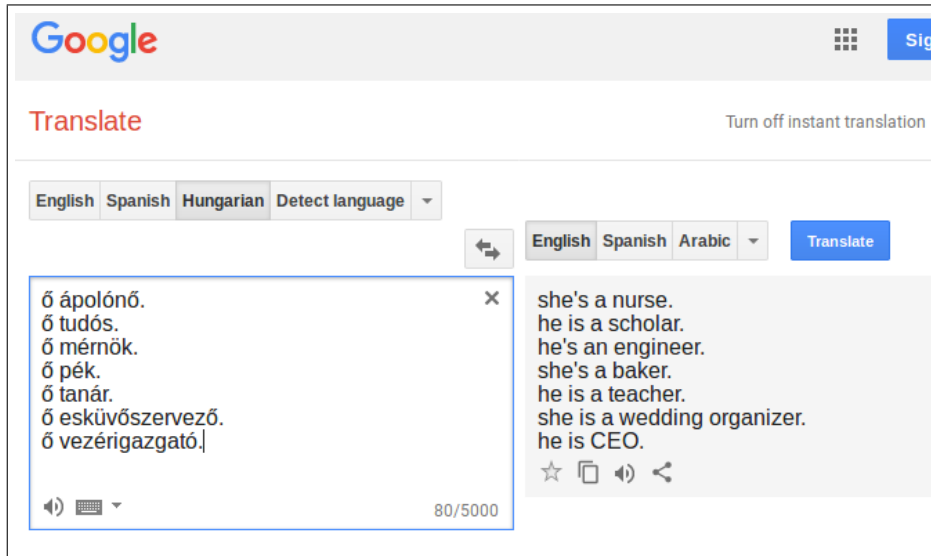 Google
Sig
Translate
Turn off instant translation
English Spanish Hungarian Detect language
English Spanish Arabic Translate
ő ápolónő.
ő tudós.
ő mérnök.
ő pék.
ő tanár.
ő esküvőszervező.
ő vezérigazgató.
80/5000
she's a nurse.
he is a scholar.
he's an engineer.
she's a baker.
he is a teacher.
she is a wedding organizer.
he is CEO.